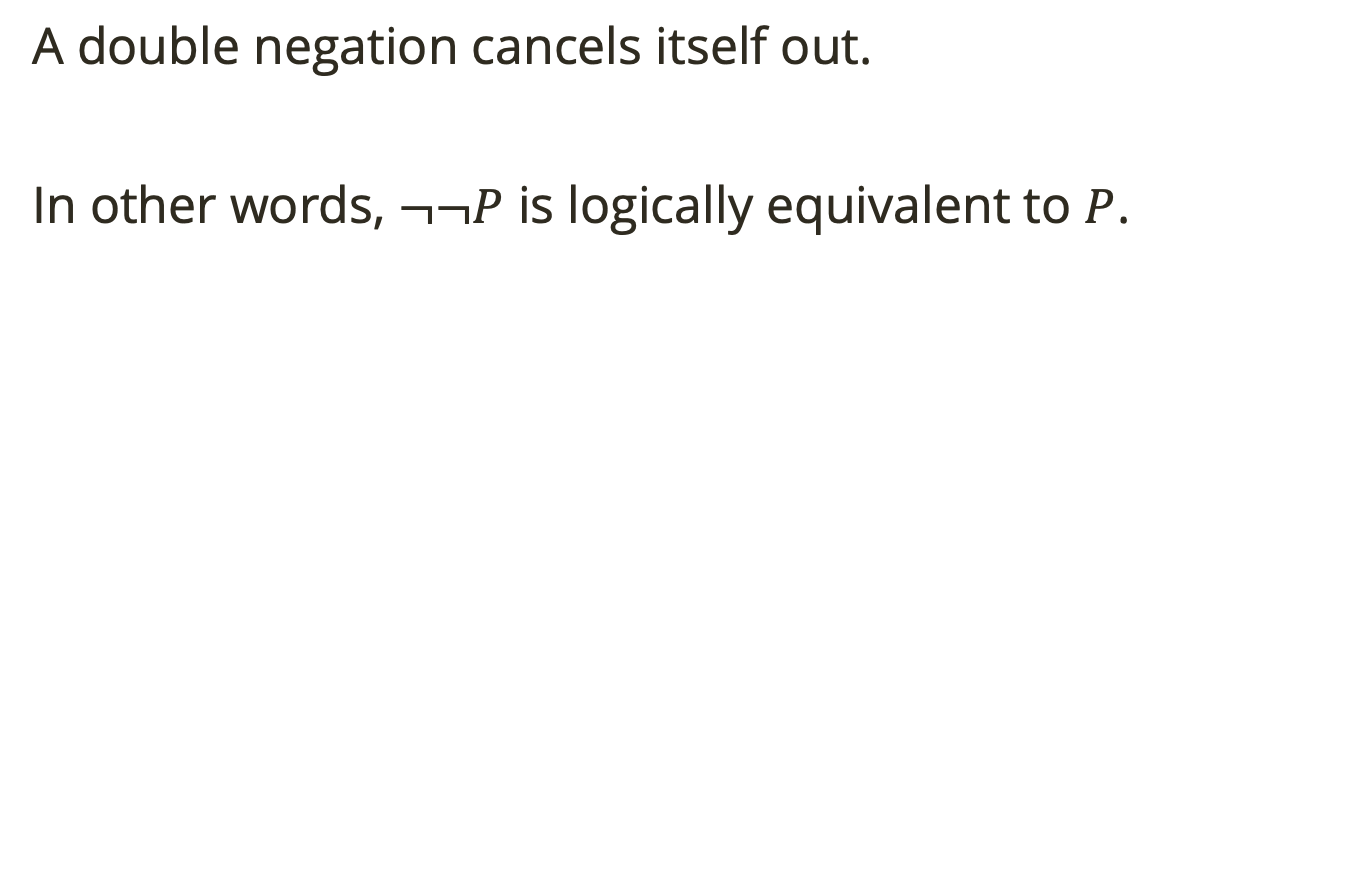 A double negation cancels itself out.
In other words, ¬¬P is logically equivalent to P.